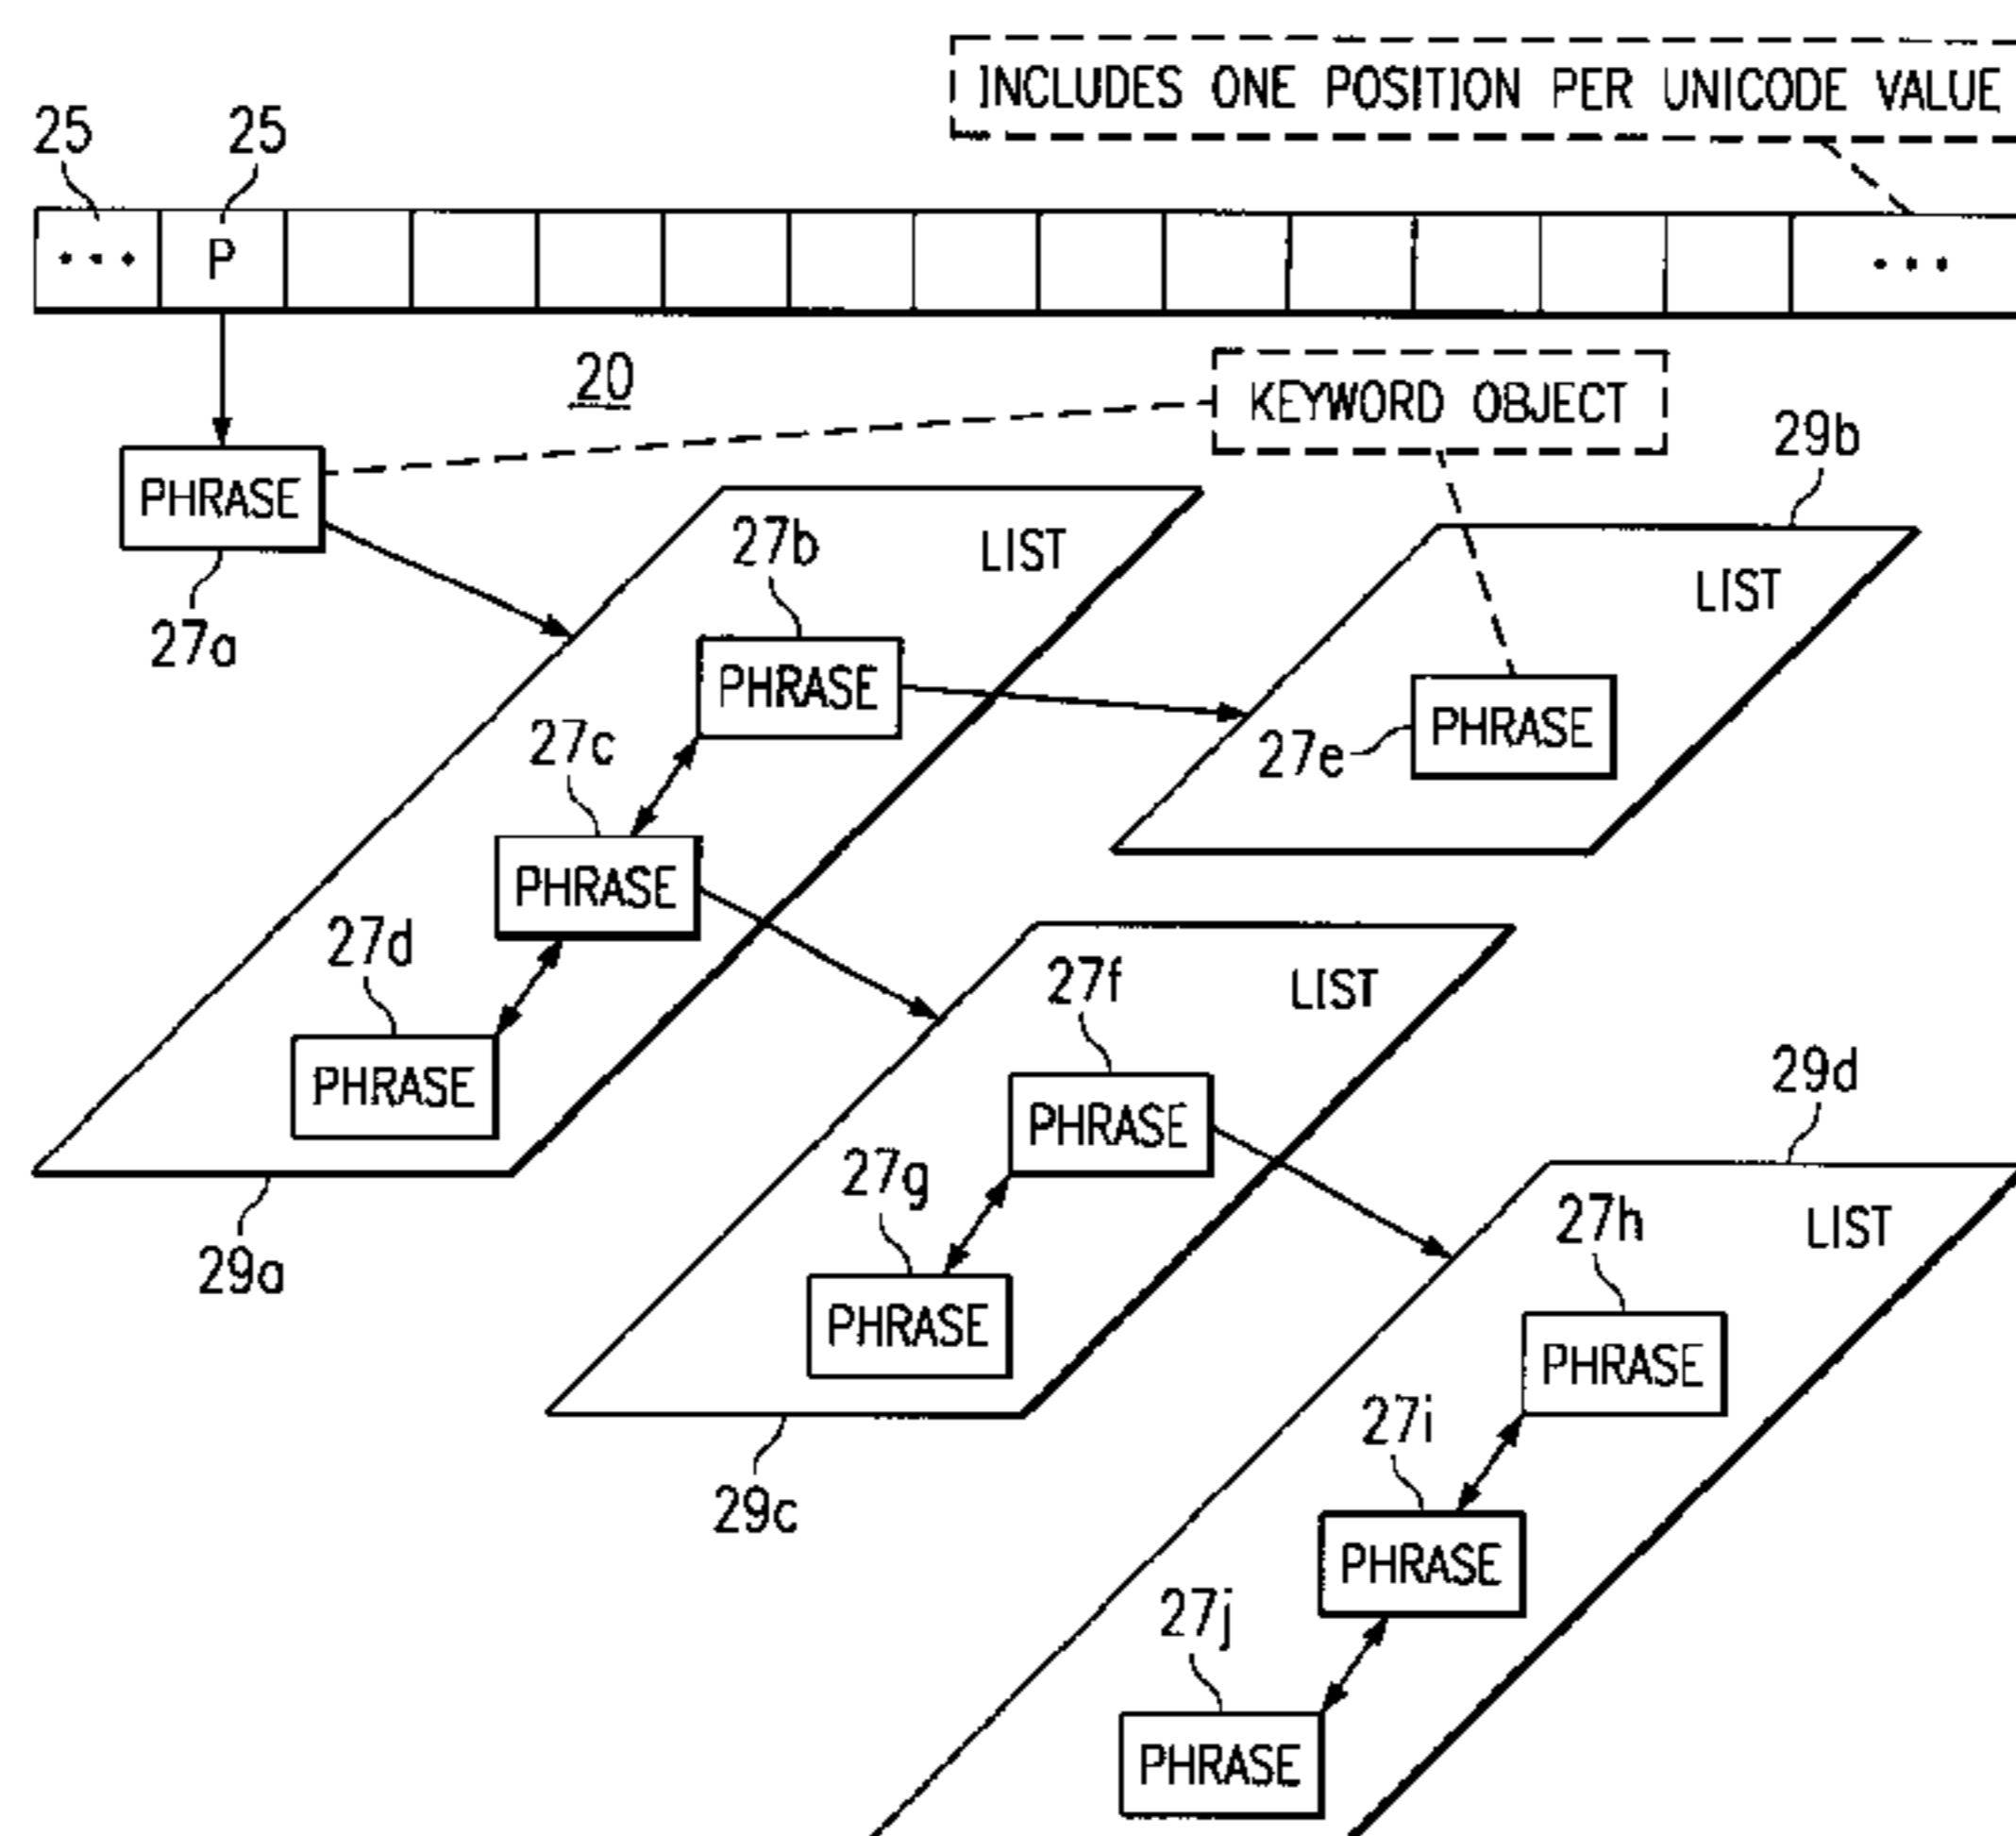 INCLUDES ONE POSITION PER UNICODE VALUE
25 25
••• P •••
20
KEYWORD OBJECT
29b
PHRASE
27b
LIST
LIST
27a
PHRASE
27c
27e
PHRASE
PHRASE
27d
27f
LIST
PHRASE
PHRASE
29d
27g
27h
LIST
29a
PHRASE
PHRASE
27i
29c
PHRASE
27j
PHRASE